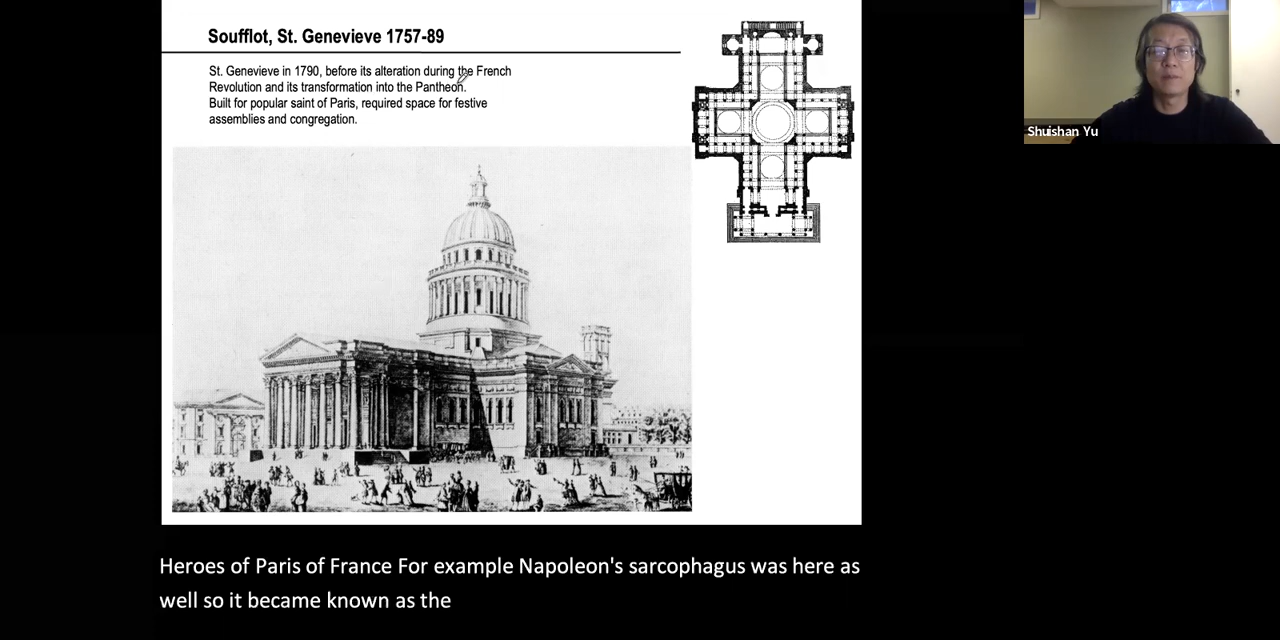 Soufflot, St. Genevieve 1757-89
St. Genevieve in 1790, before its alteration during the French
Revolution and its transformation into the Pantheon.
Built for popular saint of Paris, required space for festive
assemblies and congregation.
Shuishan Yu
Heroes of Paris of France For example Napoleon's sarcophagus was here as
well so it became known as the